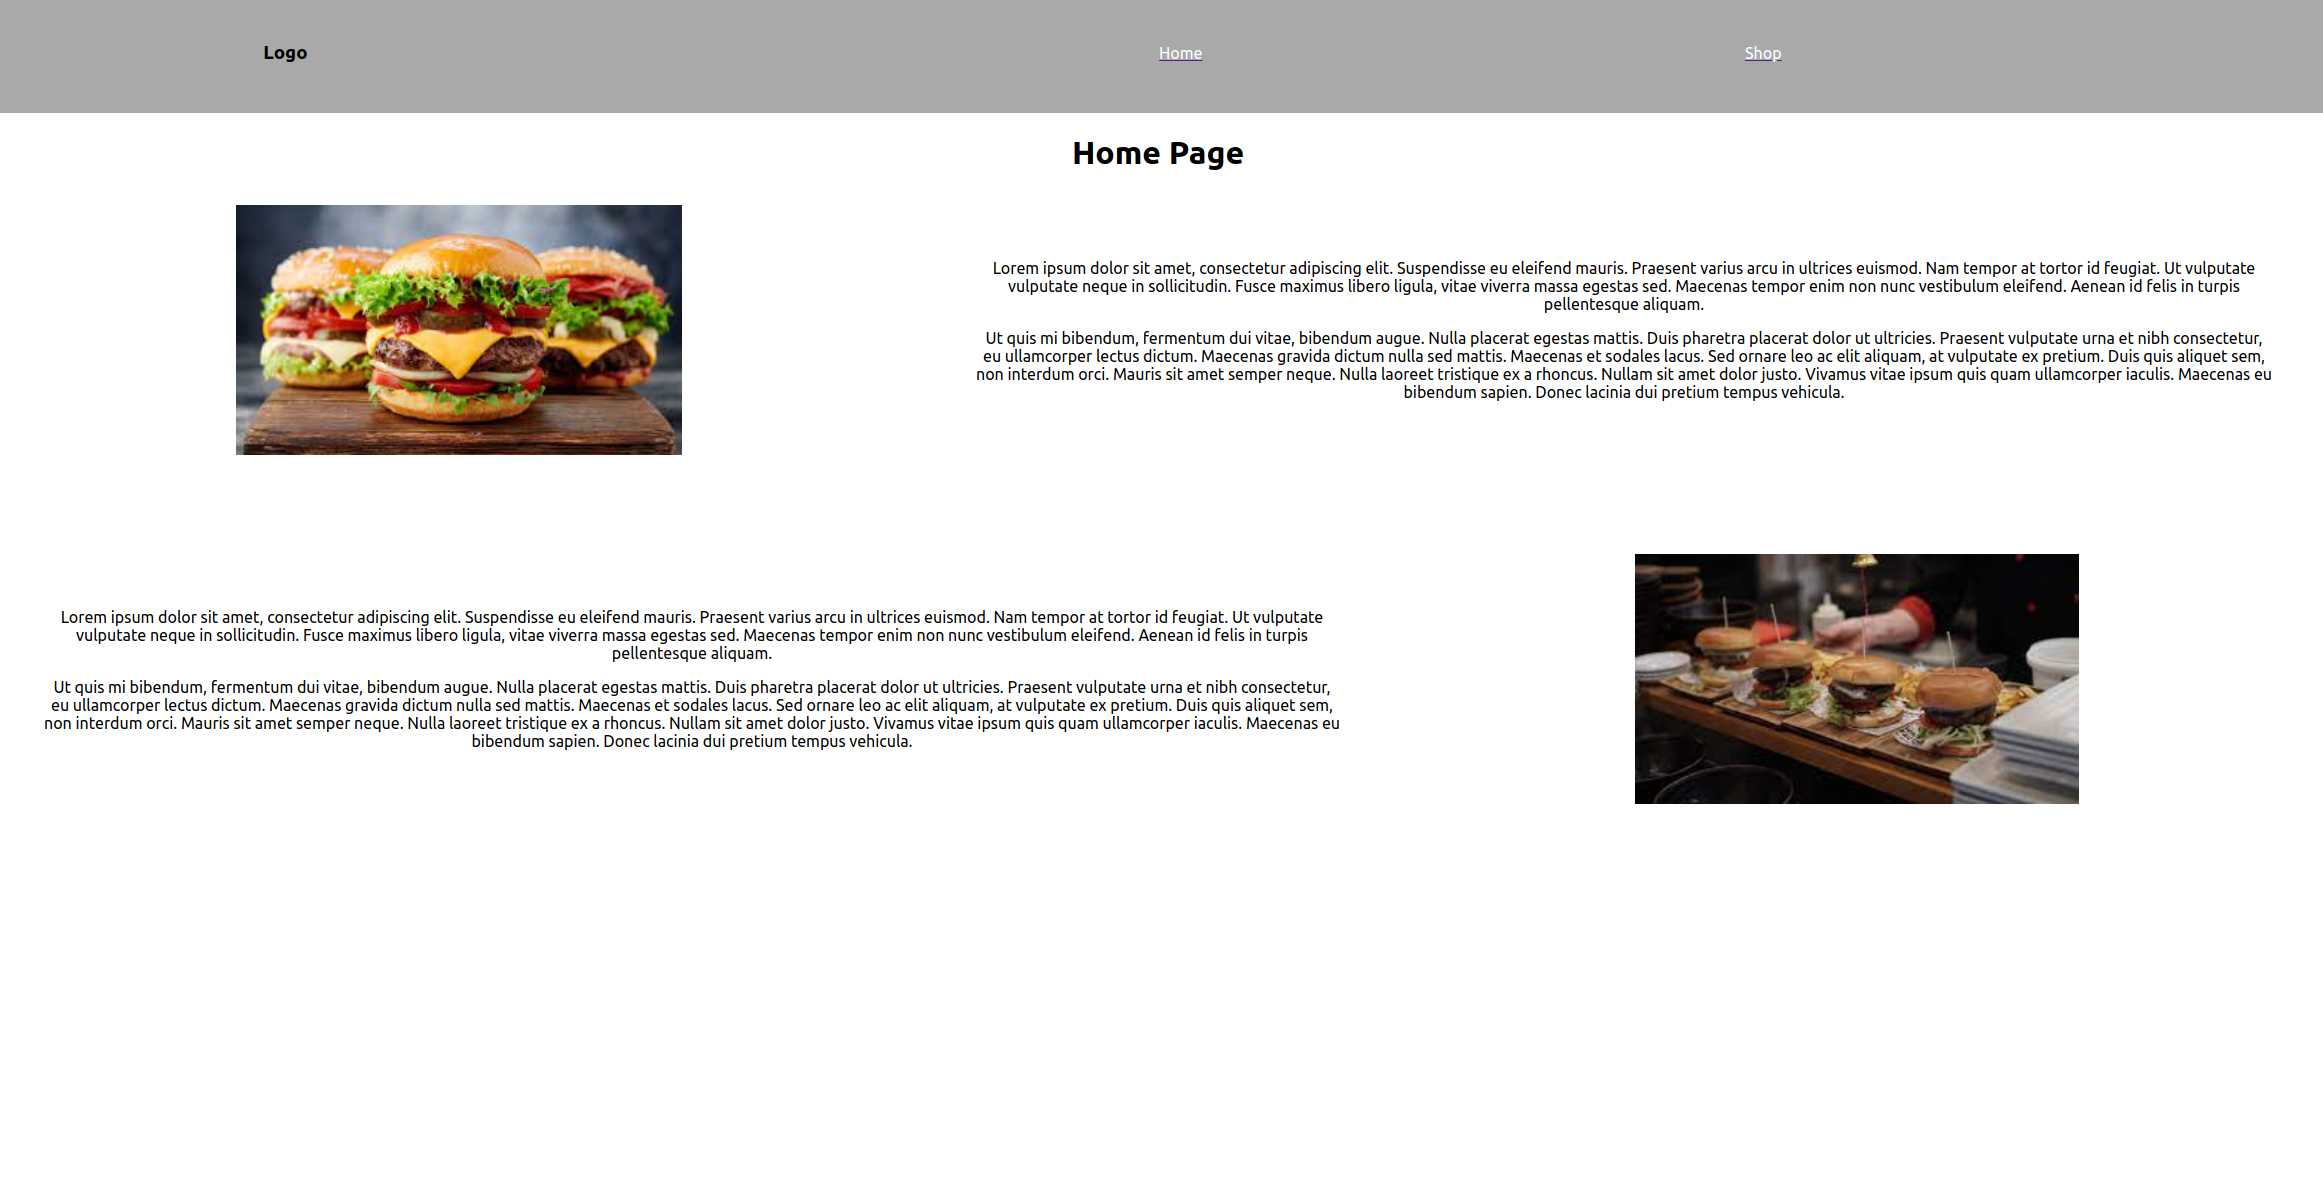 Logo
Home
Shop
Home Page
Lorem ipsum dolor sit amet, consectetur adipiscing elit. Suspendisse eu eleifend mauris. Praesent varius arcu in ultrices euismod. Nam tempor at tortor id feugiat. Ut vulputate
vulputate neque in sollicitudin. Fusce maximus libero ligula, vitae viverra massa egestas sed. Maecenas tempor enim non nunc vestibulum eleifend. Aenean id felis in turpis
pellentesque aliquam.
Ut quis mi bibendum, fermentum dui vitae, bibendum augue. Nulla placerat egestas mattis. Duis pharetra placerat dolor ut ultricies. Praesent vulputate urna et nibh consectetur,
eu ullamcorper lectus dictum. Maecenas gravida dictum nulla sed mattis. Maecenas et sodales lacus. Sed ornare leo ac elit aliquam, at vulputate ex pretium. Duis quis aliquet sem,
non interdum orci. Mauris sit amet semper neque. Nulla laoreet tristique ex a rhoncus. Nullam sit amet dolor justo. Vivamus vitae ipsum quis quam ullamcorper iaculis. Maecenas eu
bibendum sapien. Donec lacinia dui pretium tempus vehicula.
Lorem ipsum dolor sit amet, consectetur adipiscing elit. Suspendisse eu eleifend mauris. Praesent varius arcu in ultrices euismod. Nam tempor at tortor id feugiat. Ut vulputate
vulputate neque in sollicitudin. Fusce maximus libero ligula, vitae viverra massa egestas sed. Maecenas tempor enim non nunc vestibulum eleifend. Aenean id felis in turpis
pellentesque aliquam.
Ut quis mi bibendum, fermentum dui vitae, bibendum augue. Nulla placerat egestas mattis. Duis pharetra placerat dolor ut ultricies. Praesent vulputate urna et nibh consectetur,
eu ullamcorper lectus dictum. Maecenas gravida dictum nulla sed mattis. Maecenas et sodales lacus. Sed ornare leo ac elit aliquam, at vulputate ex pretium. Duis quis aliquet sem,
non interdum orci. Mauris sit amet semper neque. Nulla laoreet tristique ex a rhoncus. Nullam sit amet dolor justo. Vivamus vitae ipsum quis quam ullamcorper iaculis. Maecenas eu
bibendum sapien. Donec lacinia dui pretium tempus vehicula.